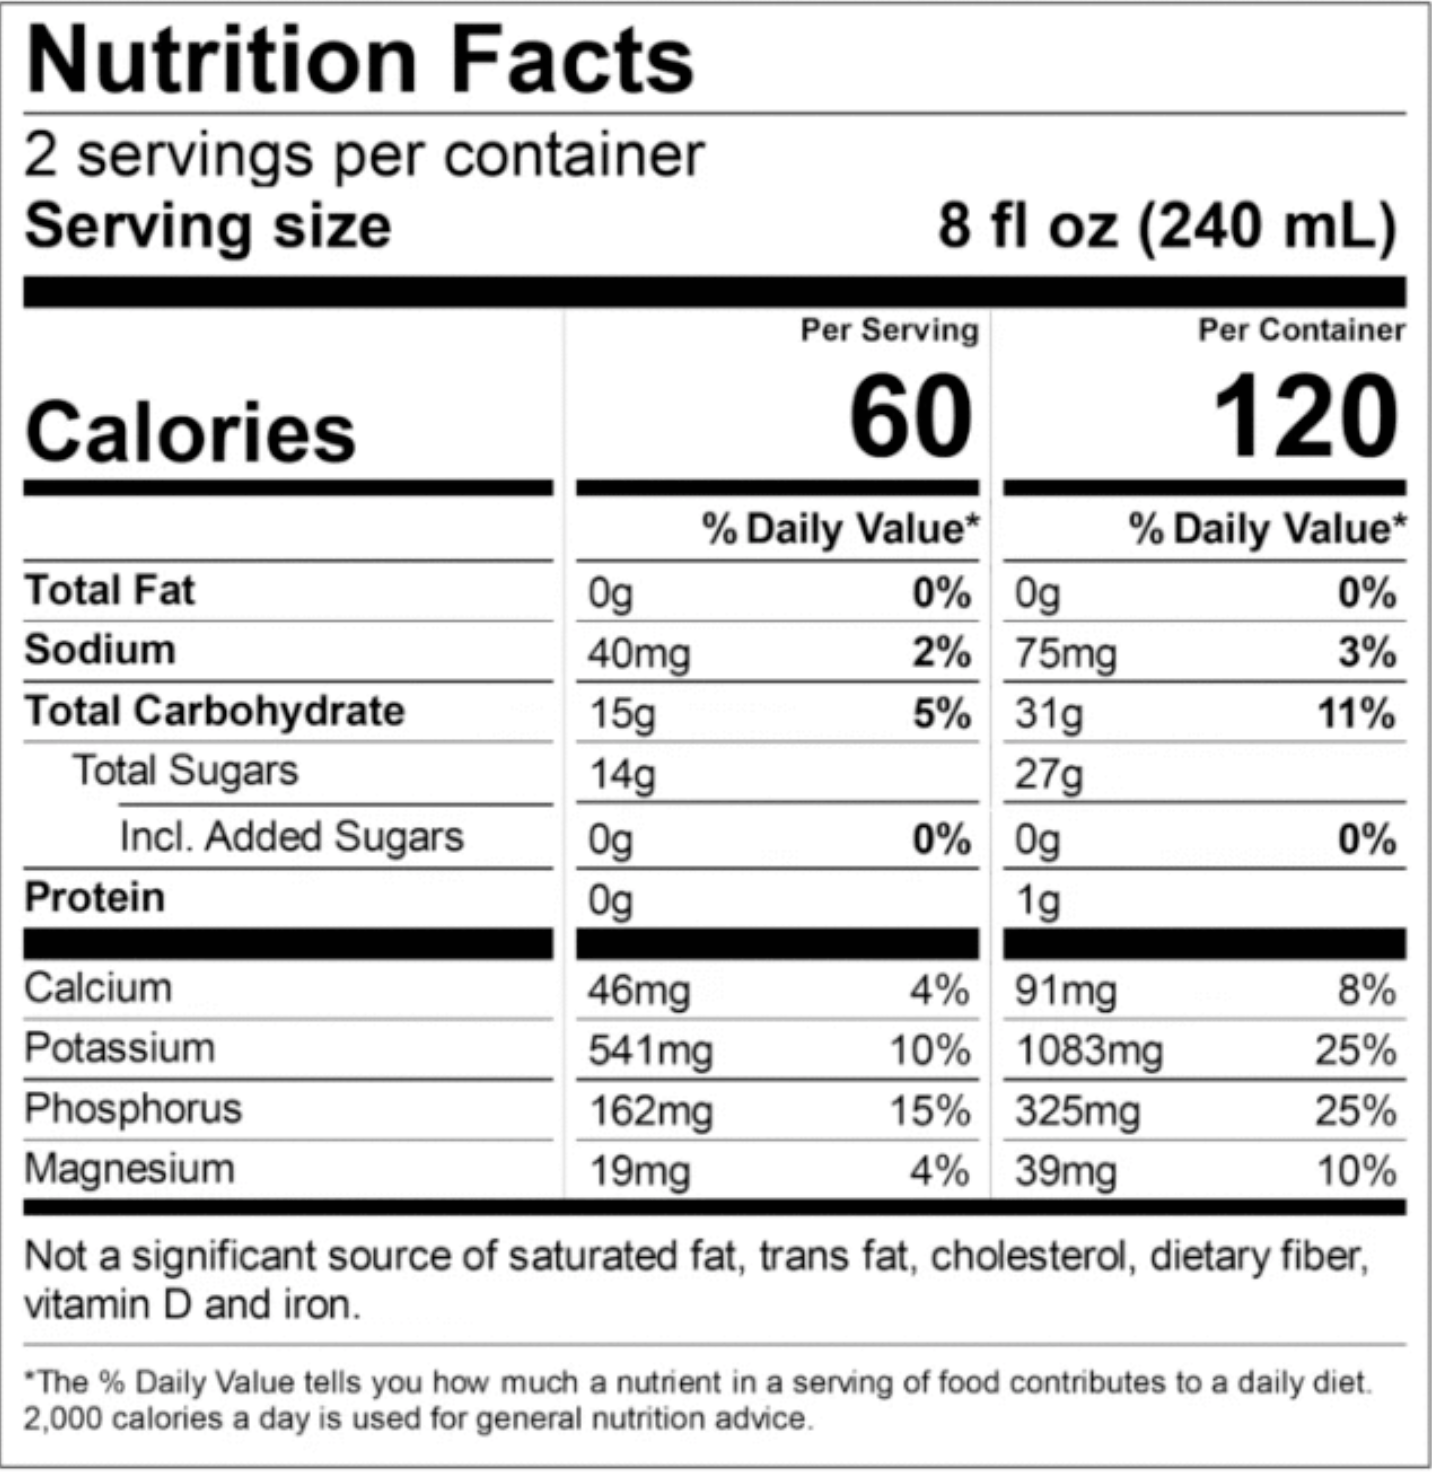 Nutrition Facts
2 servings per container
Serving size 8 fl oz (240 mL)
Per Serving Per Container
Calories 60 120
% Daily Value* % Daily Value*
Total Fat 0g 0% 0g 0%
Sodium 40mg 2% 75mg 3%
Total Carbohydrate 15g 5% 31g 11%
Total Sugars 14g 27g
Incl. Added Sugars 0g 0% 0g 0%
Protein 0g 1g
Calcium 46mg 4% 91mg 8%
Potassium 541mg 10% 1083mg 25%
Phosphorus 162mg 15% 325mg 25%
Magnesium 19mg 4% 39mg 10%
Not a significant source of saturated fat, trans fat, cholesterol, dietary fiber,
vitamin D and iron.
*The % Daily Value tells you how much a nutrient in a serving of food contributes to a daily diet.
2,000 calories a day is used for general nutrition advice.